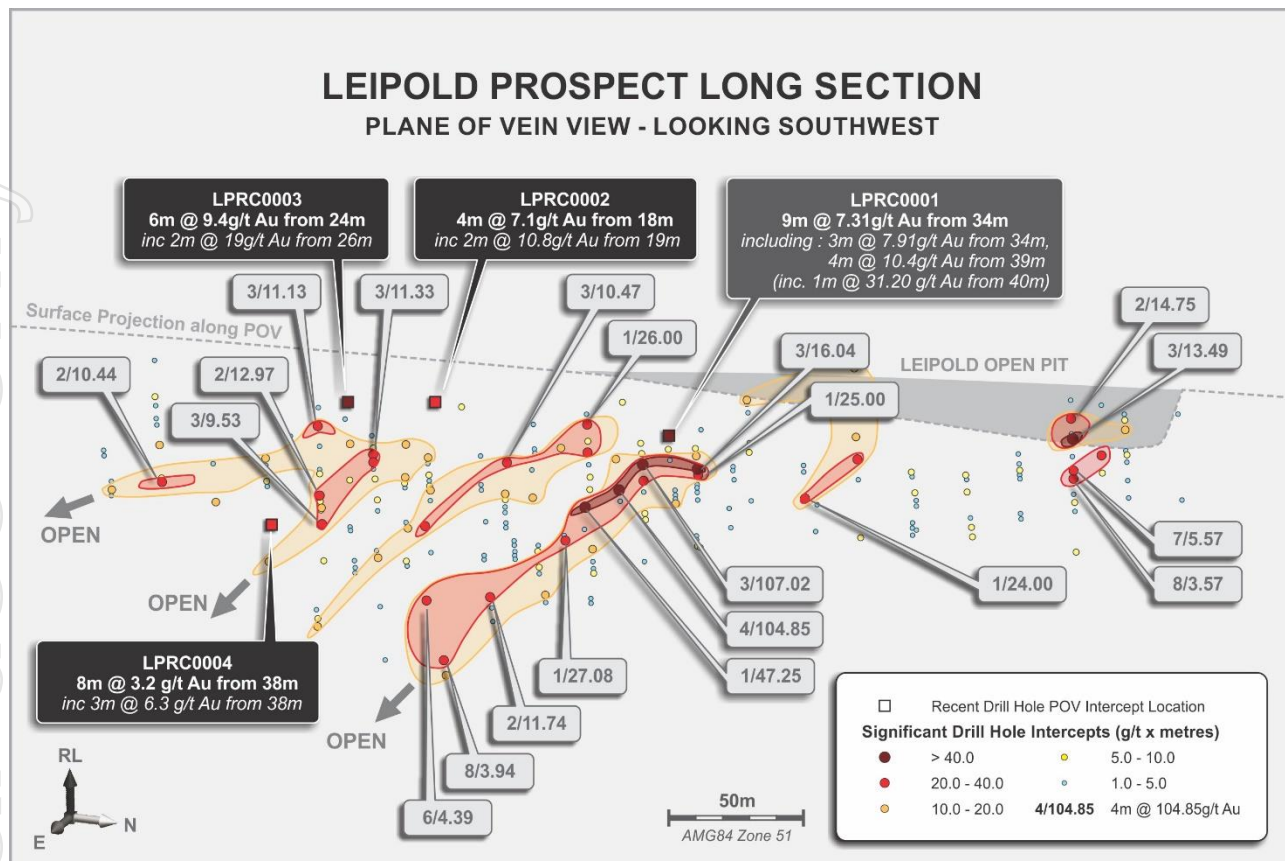 LEIPOLD PROSPECT LONG SECTION
PLANE OF VEIN VIEW - LOOKING SOUTHWEST
LPRC0003
6m @ 9.4g/t Au from 24m
inc 2m @ 19g/t Au from 26m
LPRC0002
4m @ 7.1g/t Au from 18m
inc 2m @ 10.8g/t Au from 19m
LPRC0001
9m @ 7.31g/t Au from 34m
including : 3m @ 7.91g/t Au from 34m,
4m @ 10.4g/t Au from 39m
(inc. 1m @ 31.20 g/t Au from 40m)
3/11.13
3/11.33
3/10.47
2/14.75
Surface Projection along POV
1/26.00
3/16.04
3/13.49
LEIPOLD OPEN PIT
2/10.44
2/12.97
1/25.00
3/9.53
OPEN
7/5.57
OPEN
3/107.02
1/24.00
8/3.57
4/104.85
LPRC0004
8m @ 3.2 g/t Au from 38m
inc 3m @ 6.3 g/t Au from 38m
1/27.08
1/47.25
OPEN
2/11.74
8/3.94
6/4.39
RL
N
E
50m
AMG84 Zone 51
Recent Drill Hole POV Intercept Location
Significant Drill Hole Intercepts (g/t x metres)
> 40.0
5.0 - 10.0
20.0 - 40.0
1.0 - 5.0
10.0 - 20.0
4/104.85 4m @ 104.85g/t Au